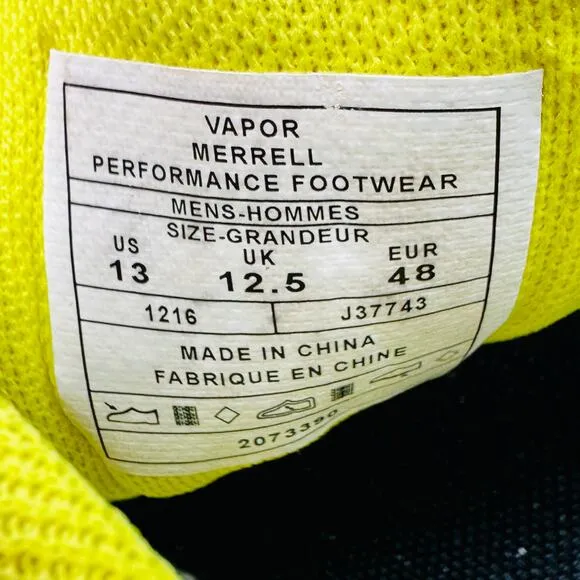 VAPOR
MERRELL
PERFORMANCE FOOTWEAR
MENS-HOMMES
SIZE-GRANDEUR
US UK EUR
13 12.5 48
1216 J37743
MADE IN CHINA
FABRIQUE EN CHINE
2073390